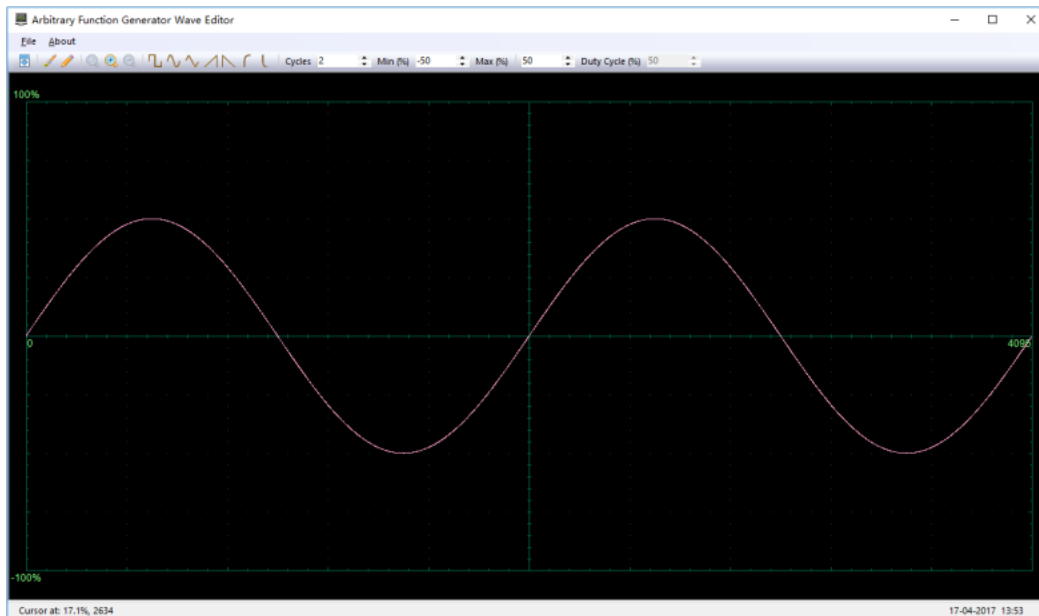 Arbitrary Function Generator Wave Editor
File About
Cycles 2 Min (%) -50 Max (%) 50 Duty Cycle (%) 50
100%
0 4095
-100%
Cursor at: 17.1%, 2634 17-04-2017 13:53